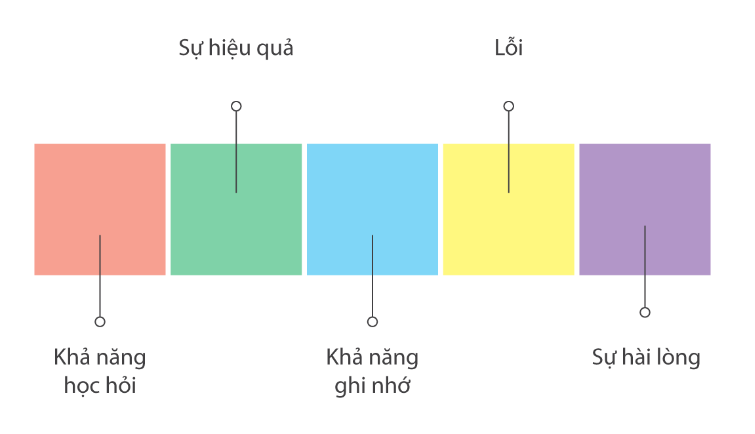 Sự hiệu quả
Lỗi
Khả năng
học hỏi
Khả năng
ghi nhớ
Sự hài lòng